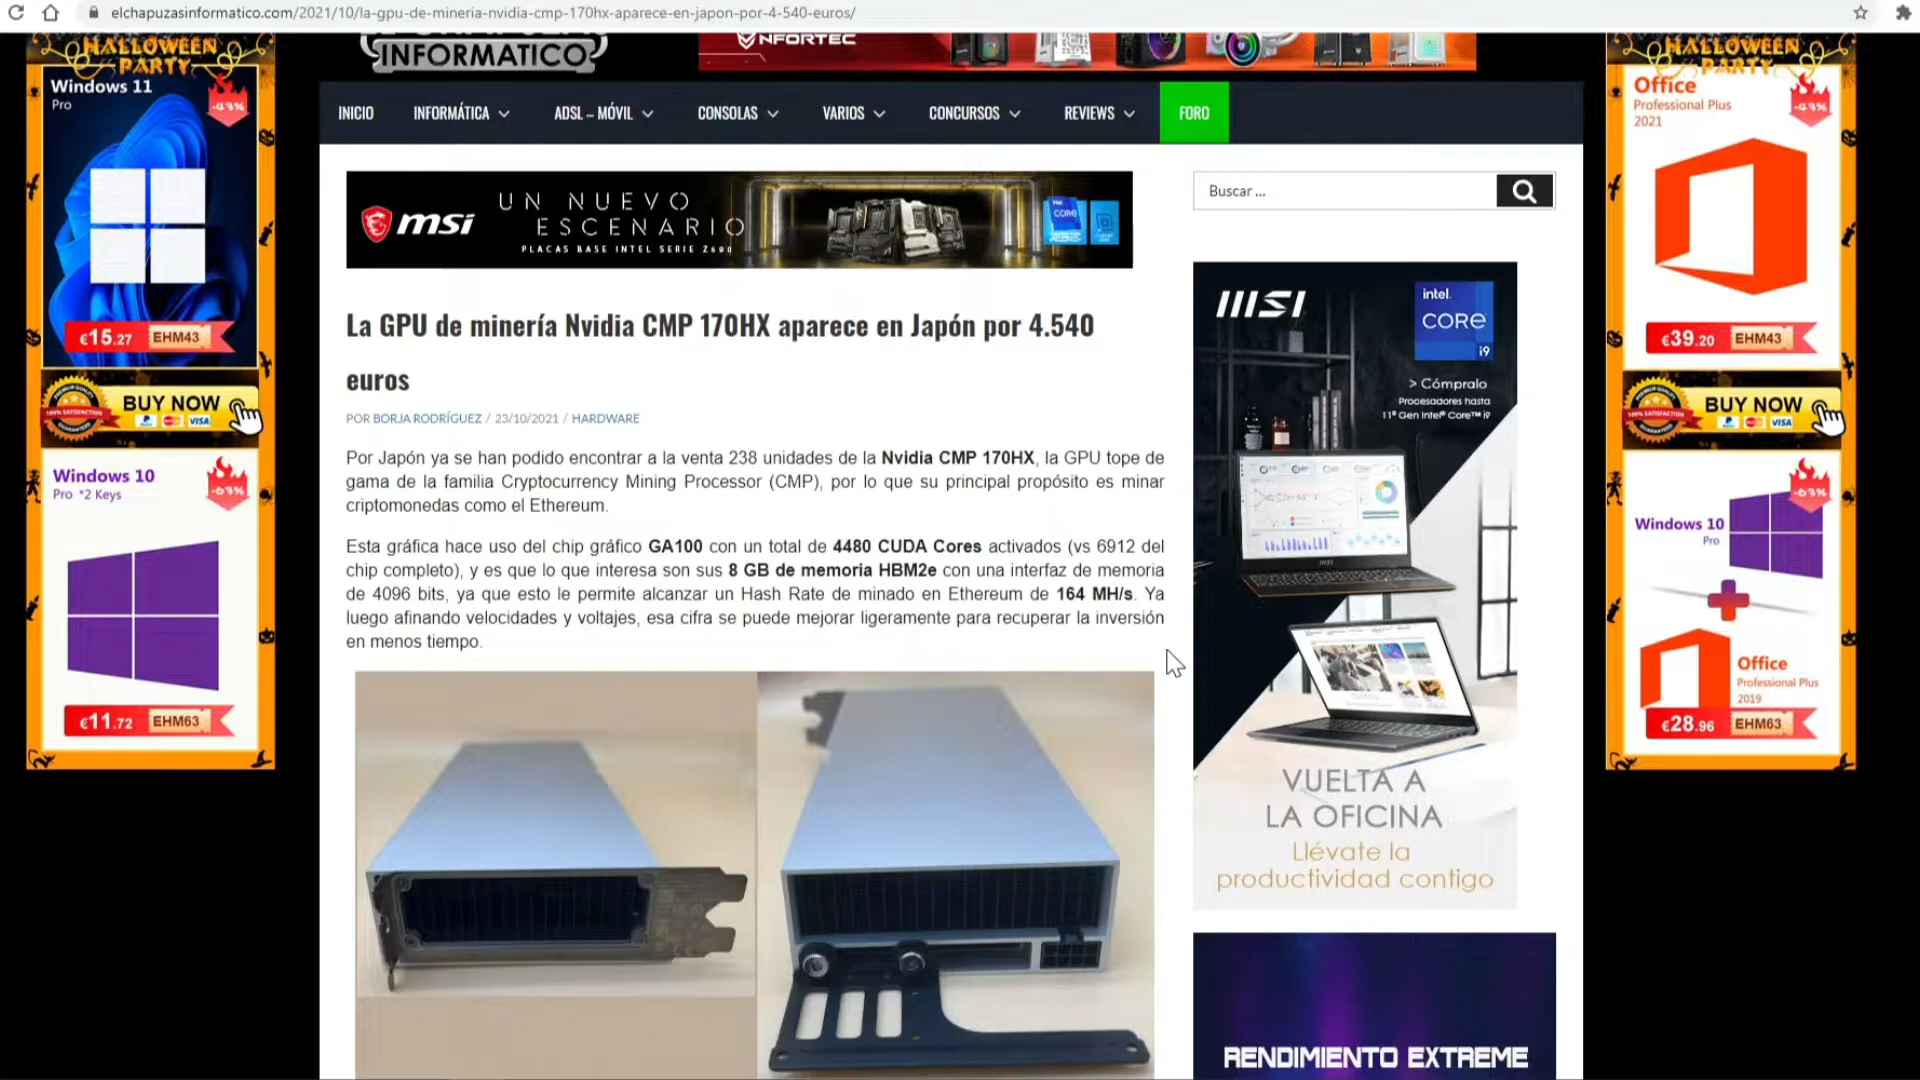 elchapuzasinformatico.com/2021/10/la-gpu-de-mineria-nvidia-cmp-170hx-aparece-en-japon-por-4-540-euros/
INFORMATICO
NFORTEC
INICIO
INFORMÁTICA
ADSL – MÓVIL
CONSOLAS
VARIOS
CONCURSOS
REVIEWS
FORO
HALLOWEEN
PARTY
Windows 11
Pro
-43%
€15.27 EHM43
100% SATISFACTION
BUY NOW
PayPal VISA
Windows 10
Pro *2 Keys
-63%
€11.72 EHM63
msi
UN NUEVO
ESCENARIO
PLACAS BASE INTEL SERIE Z690
CORE
La GPU de minería Nvidia CMP 170HX aparece en Japón por 4.540
euros
POR BORJA RODRÍGUEZ / 23/10/2021 / HARDWARE
Por Japón ya se han podido encontrar a la venta 238 unidades de la Nvidia CMP 170HX, la GPU tope de
gama de la familia Cryptocurrency Mining Processor (CMP), por lo que su principal propósito es minar
criptomonedas como el Ethereum.
Esta gráfica hace uso del chip gráfico GA100 con un total de 4480 CUDA Cores activados (vs 6912 del
chip completo), y es que lo que interesa son sus 8 GB de memoria HBM2e con una interfaz de memoria
de 4096 bits, ya que esto le permite alcanzar un Hash Rate de minado en Ethereum de 164 MH/s. Ya
luego afinando velocidades y voltajes, esa cifra se puede mejorar ligeramente para recuperar la inversión
en menos tiempo.
Buscar ...
msi
intel.
CORE
i9
> Cómpralo
Procesadores hasta
11ª Gen Intel® Core™ i9
VUELTA A
LA OFICINA
Llévate la
productividad contigo
RENDIMIENTO EXTREME
HALLOWEEN
PARTY
Office
Professional Plus
2021
-43%
€39.20 EHM43
100% SATISFACTION
BUY NOW
PayPal VISA
Windows 10
Pro
-63%
Office
Professional Plus
2019
€28.96 EHM63